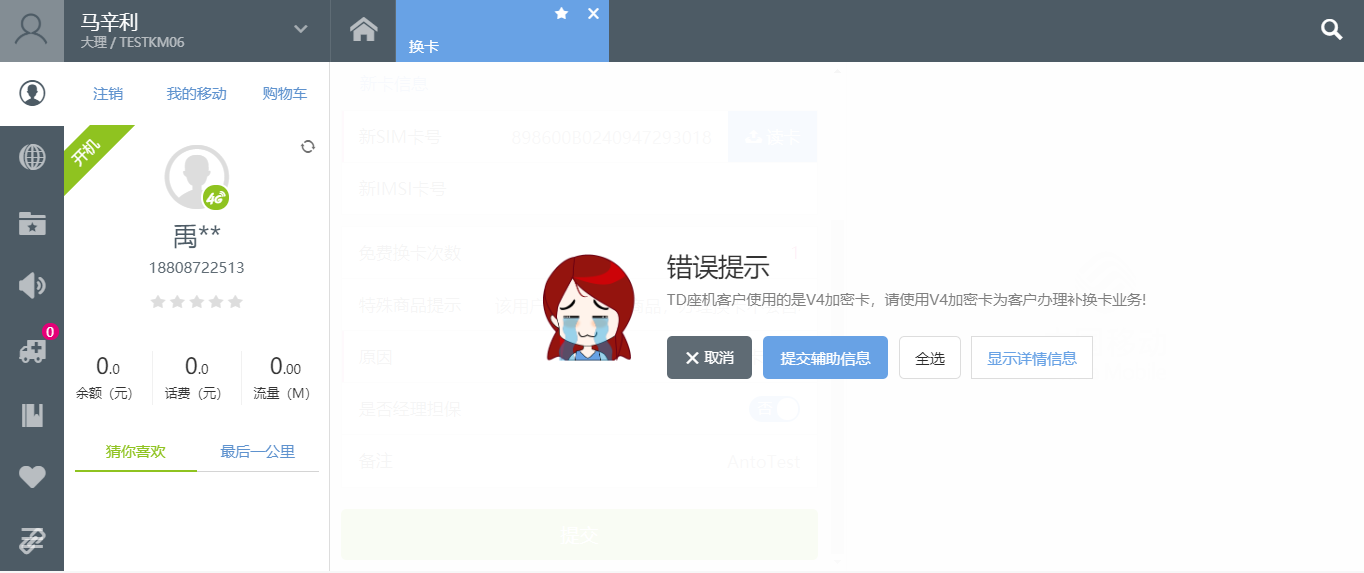 马辛利
大理 / TESTKM06
换卡
注销 我的移动 购物车
开机
4G
禹**
18808722513
0
0.0 0.0 0.00
余额（元） 话费（元） 流量（M）
猜你喜欢 最后一公里
新卡信息
新SIM卡号 898600B0240947293018
新IMSI卡号
免费换卡次数 1
特殊商品提示
原因
是否经理担保
备注 AutoTest
提交
错误提示
TD座机客户使用的是V4加密卡，请使用V4加密卡为客户办理补换卡业务!
取消 提交辅助信息 全选 显示详情信息